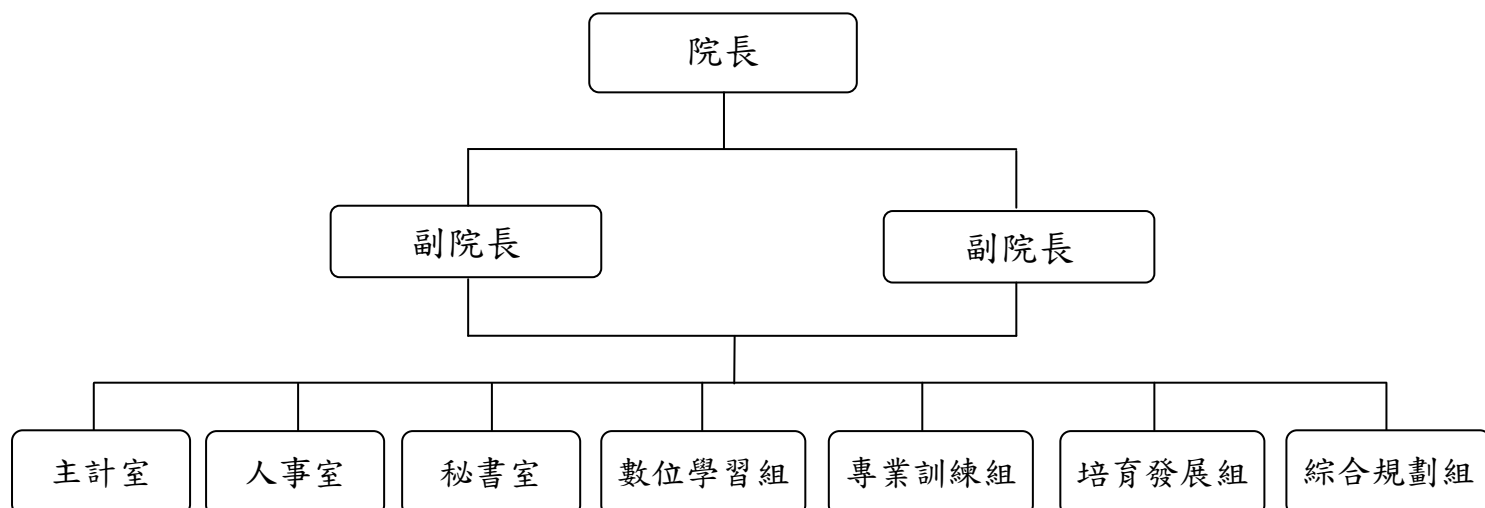 院長
副院長
副院長
主計室
人事室
秘書室
數位學習組
專業訓練組
培育發展組
綜合規劃組